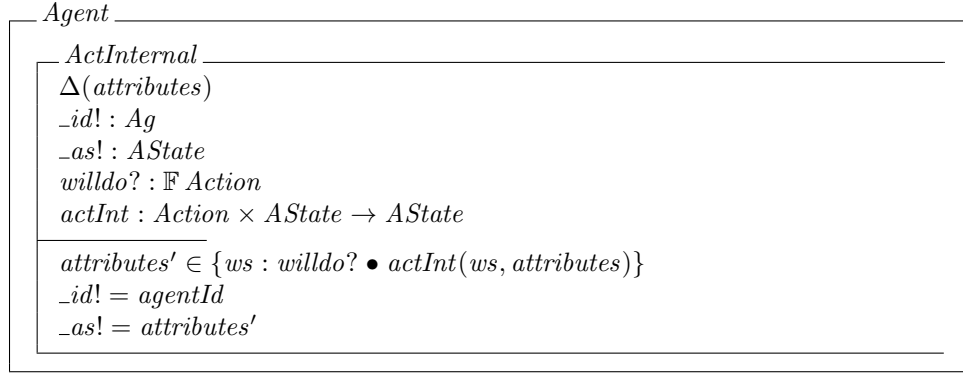 Agent
ActInternal
Δ(attributes)
_id! : Ag
_as! : AState
willdo? : 𝔽 Action
actInt : Action × AState → AState
attributes′ ∈ {ws : willdo? • actInt(ws, attributes)}
_id! = agentId
_as! = attributes′